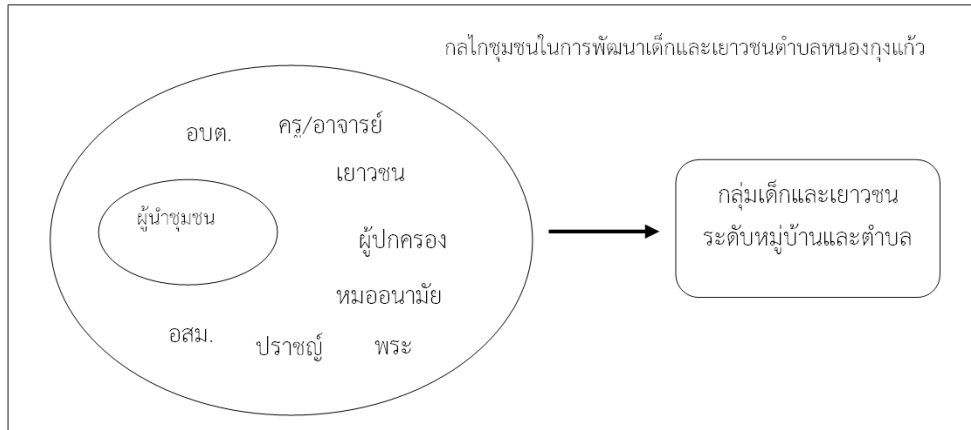 กลไกชุมชนในการพัฒนาเด็กและเยาวชนตำบลหนองกุงแก้ว
อบต.
ครู/อาจารย์
เยาวชน
ผู้นำชุมชน
ผู้ปกครอง
หมออนามัย
อสม.
ปราชญ์
พระ
กลุ่มเด็กและเยาวชน
ระดับหมู่บ้านและตำบล